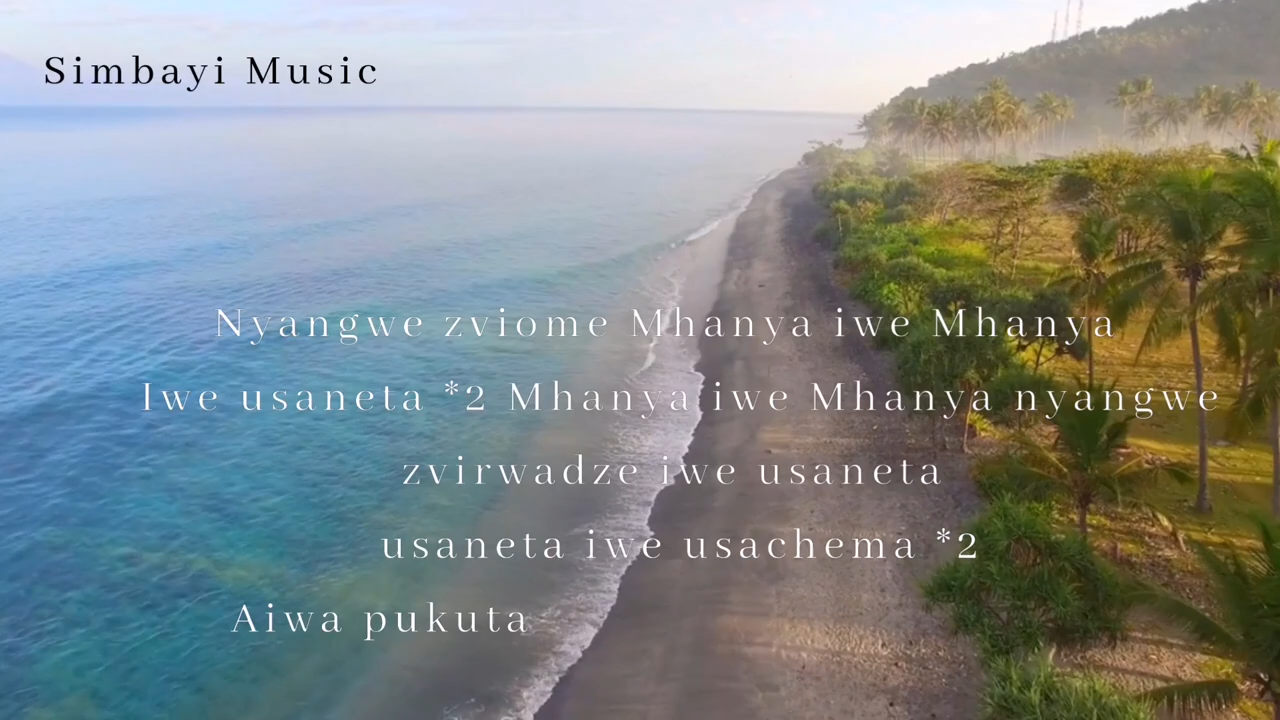 Simbayi Music
Nyangwe zviome Mhanya iwe Mhanya
Iwe usaneta *2 Mhanya iwe Mhanya nyangwe
zvirwadze iwe usaneta
usaneta iwe usachema *2
Aiwa pukuta